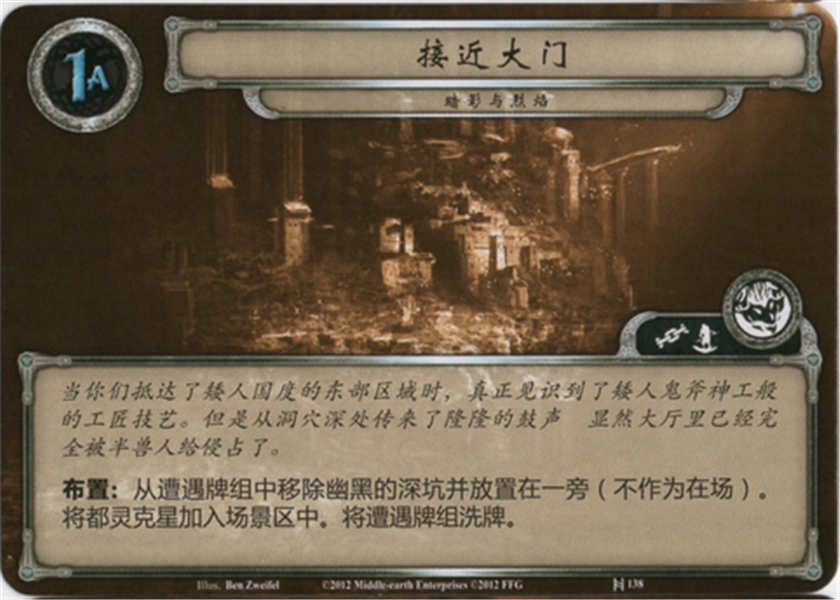 1A
接近大门
暗影与烈焰
当你们抵达了矮人国度的东部区域时，真正见识到了矮人鬼斧神工般
的工匠技艺。但是从洞穴深处传来了隆隆的鼓声 显然大厅里已经完
全被半兽人给侵占了。
布置：从遭遇牌组中移除幽黑的深坑并放置在一旁（不作为在场）。
将都灵克星加入场景区中。将遭遇牌组洗牌。
Illus. Ben Zweifel ©2012 Middle-earth Enterprises ©2012 FFG 138